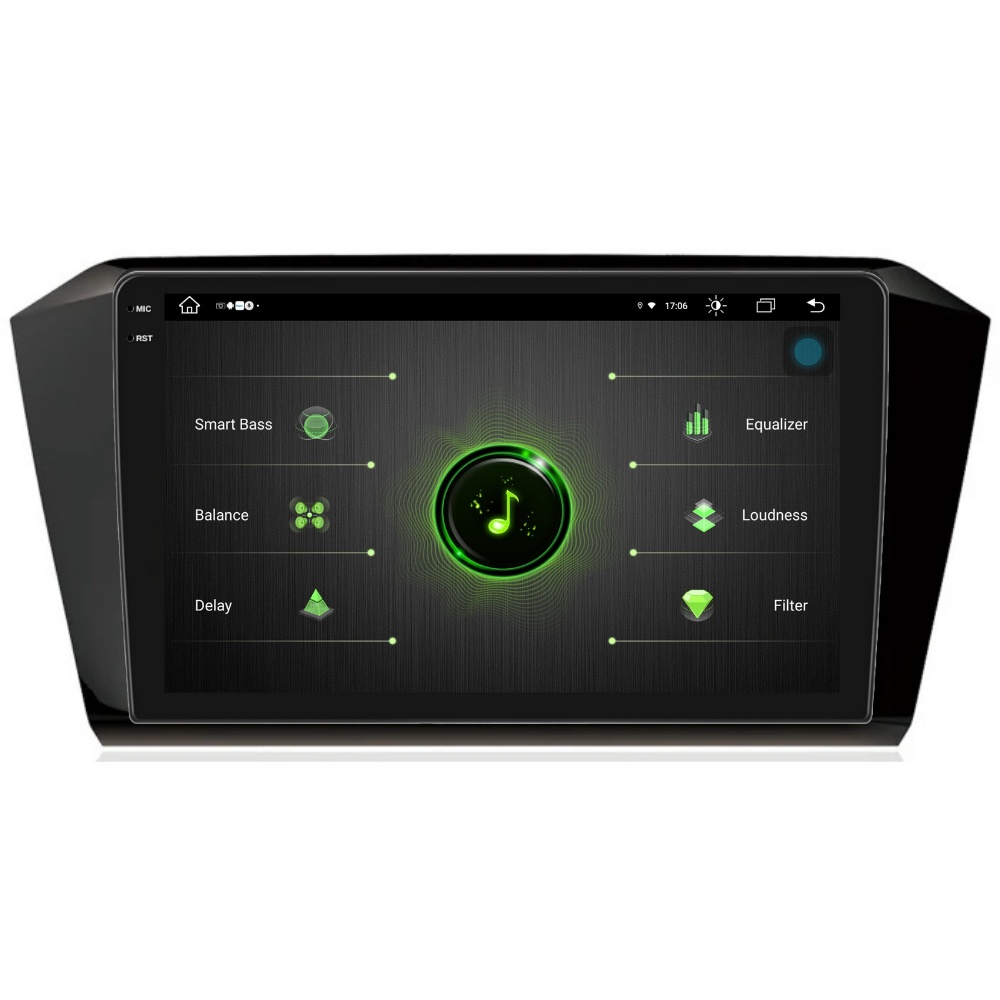 MIC
17:06
RST
Smart Bass
Equalizer
Balance
Loudness
Delay
Filter